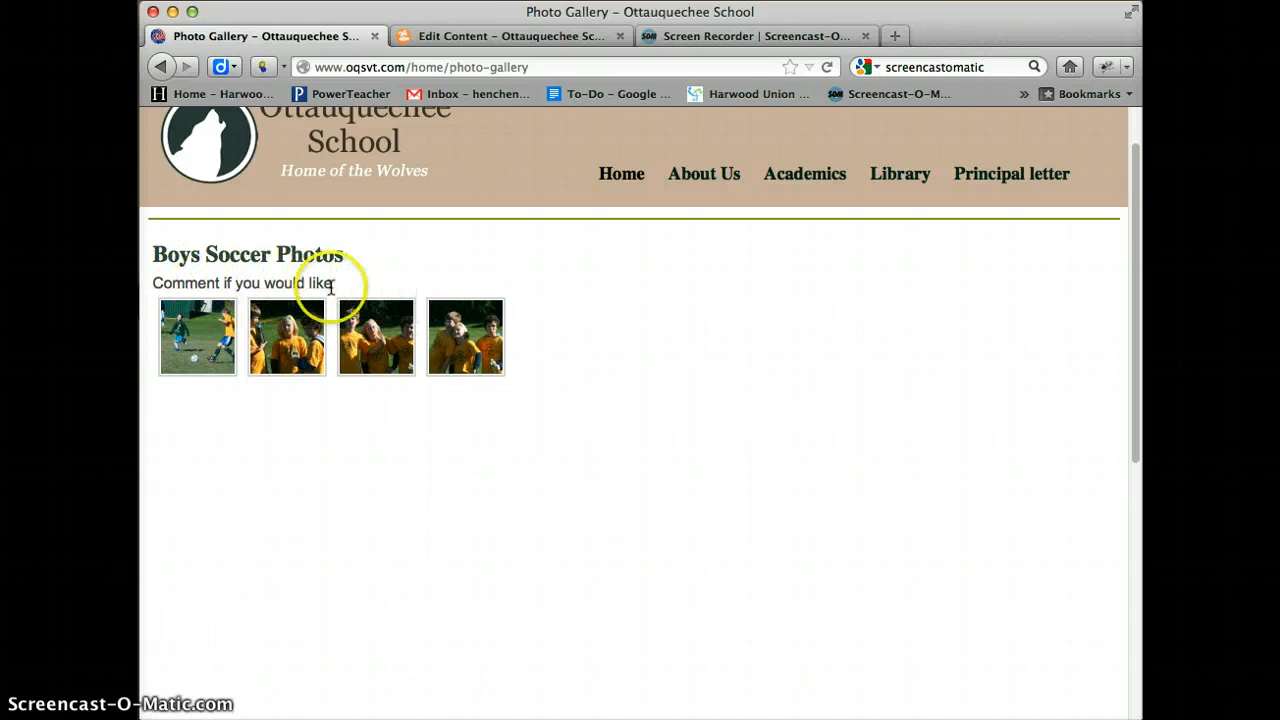 Photo Gallery – Ottauquechee School
Photo Gallery – Ottauquechee S...
Edit Content – Ottauquechee Sc...
Screen Recorder | Screencast-O...
www.oqsvt.com/home/photo-gallery
screencastomatic
Home – Harwoo...
PowerTeacher
Inbox – henchen...
To-Do – Google ...
Harwood Union ...
Screencast-O-M...
»
Bookmarks
Ottauquechee
School
Home of the Wolves
Home
About Us
Academics
Library
Principal letter
Boys Soccer Photos
Comment if you would like
Screencast-O-Matic.com